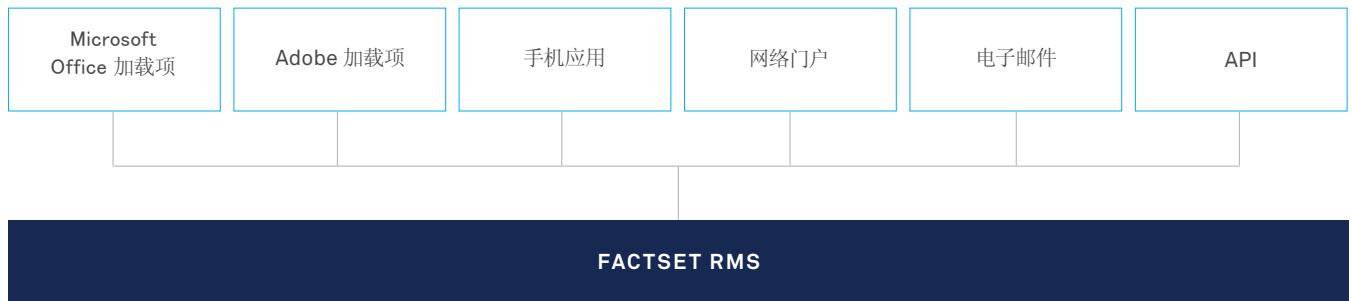 Microsoft
Office 加载项
Adobe 加载项
手机应用
网络门户
电子邮件
API
FACTSET RMS